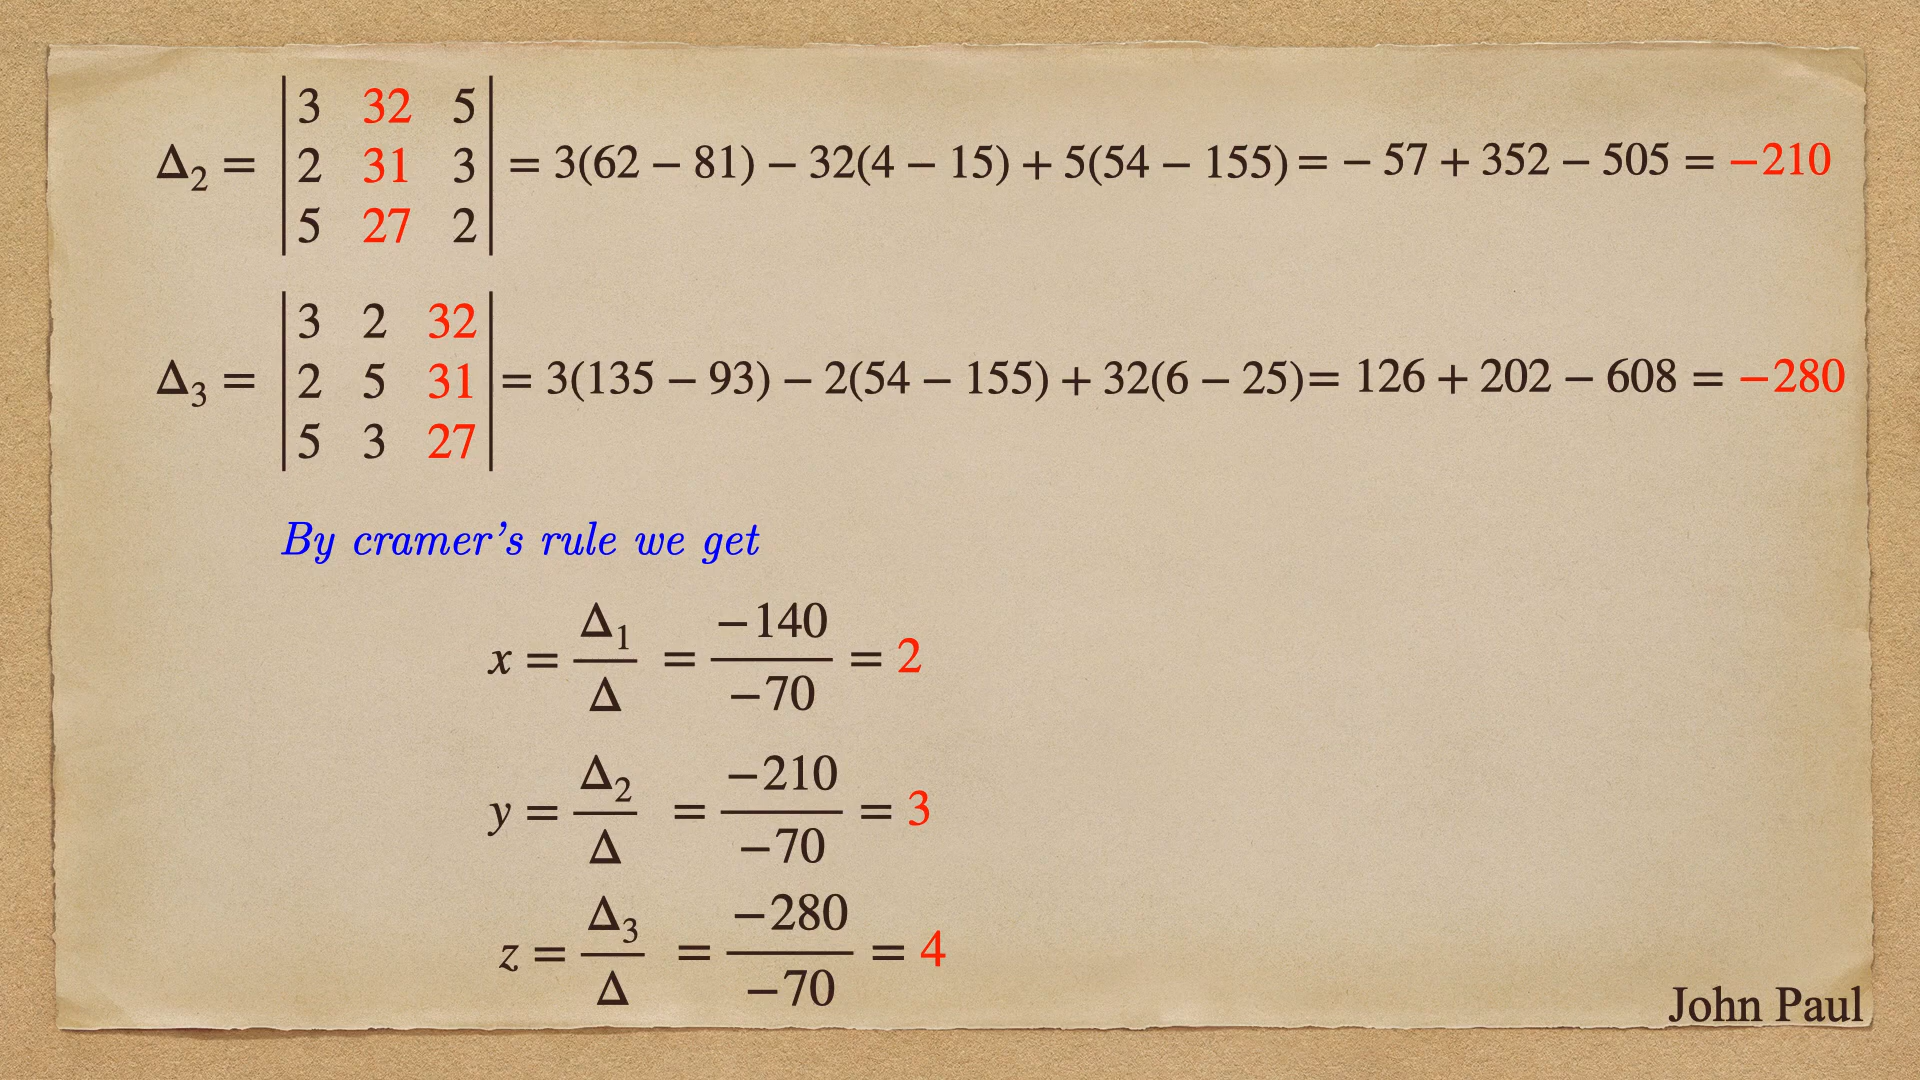 Δ₂ = | 3 32 5 |
| 2 31 3 | = 3(62 − 81) − 32(4 − 15) + 5(54 − 155) = − 57 + 352 − 505 = −210
| 5 27 2 |
Δ₃ = | 3 2 32 |
| 2 5 31 | = 3(135 − 93) − 2(54 − 155) + 32(6 − 25) = 126 + 202 − 608 = −280
| 5 3 27 |
By cramer's rule we get
x = Δ₁/Δ = −140/−70 = 2
y = Δ₂/Δ = −210/−70 = 3
z = Δ₃/Δ = −280/−70 = 4
John Paul